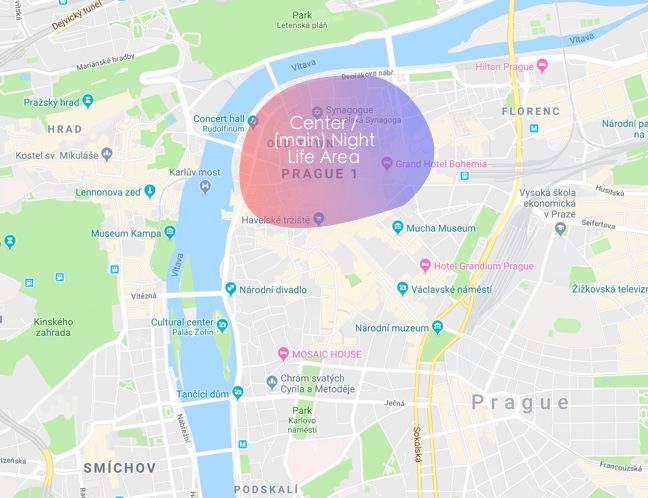 Dejvický tunel
Park
Letenská pláň
Mariánské hradby
Vltava
Dvořákovo nábř.
Vltava
Hilton Prague
Pražský hrad
Concert hall
Rudolfinum
Synagogue
Synagoga
FLORENC
HRAD
Center /
(main) Night
Life Area
Národní pa
na
Kostel sv. Mikuláše
PRAGUE 1
Grand Hotel Bohemia
Karlův most
Lennonova zeď
Vysoká škola
ekonomická
v Praze
Husitská
Seifertova
Havelské tržiště
Mucha Museum
Museum Kampa
Vltava
Hotel Grandium Prague
Vítězná
Národní divadlo
Václavské náměstí
Žižkovská televizn
Kinského
zahrada
Cultural center
Palác Žofín
Národní muzeum
MOSAIC HOUSE
Chrám svatých
Cyrila a Metoděje
Tančící dům
Park
Karlovo
náměstí
Ječná
Prague
Nábřežní
Sokolská
M
Plzeňská
SMÍCHOV
Francouzská
PODSKALÍ